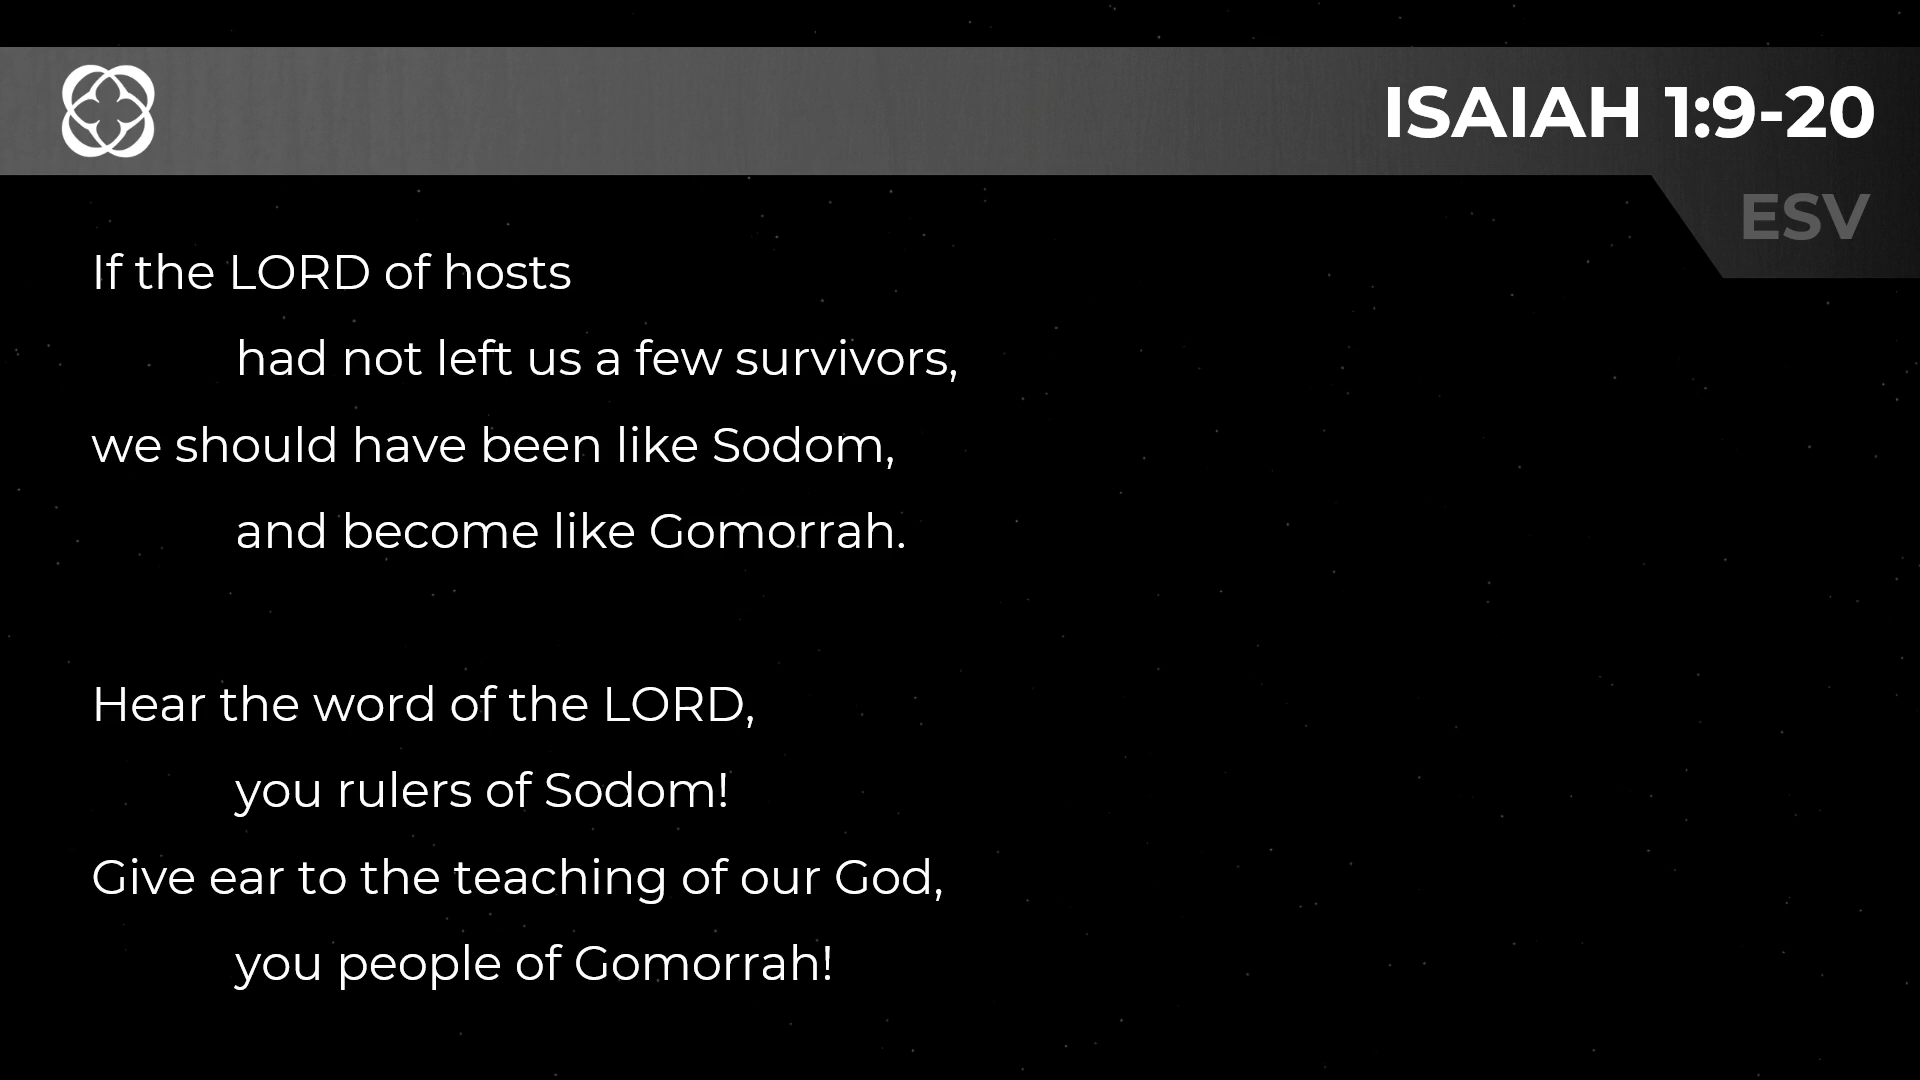 ISAIAH 1:9-20
ESV
If the LORD of hosts
had not left us a few survivors,
we should have been like Sodom,
and become like Gomorrah.
Hear the word of the LORD,
you rulers of Sodom!
Give ear to the teaching of our God,
you people of Gomorrah!